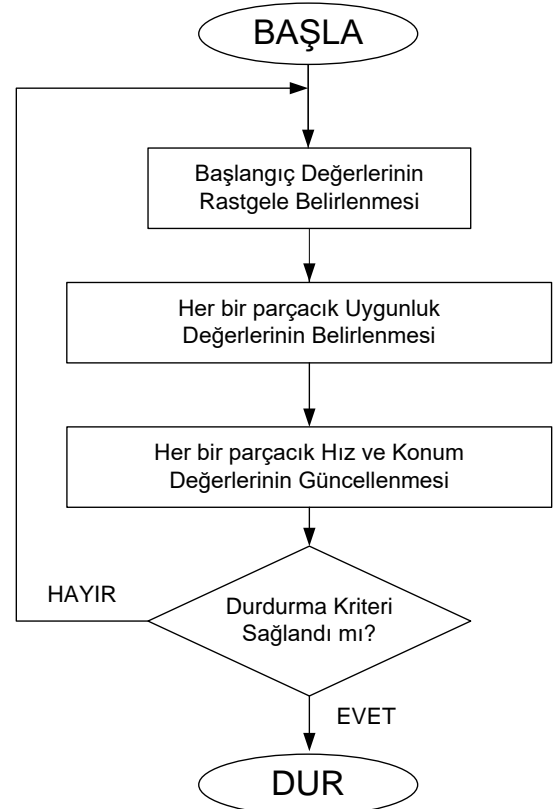 BAŞLA
Başlangıç Değerlerinin
Rastgele Belirlenmesi
Her bir parçacık Uygunluk
Değerlerinin Belirlenmesi
Her bir parçacık Hız ve Konum
Değerlerinin Güncellenmesi
HAYIR
Durdurma Kriteri
Sağlandı mı?
EVET
DUR